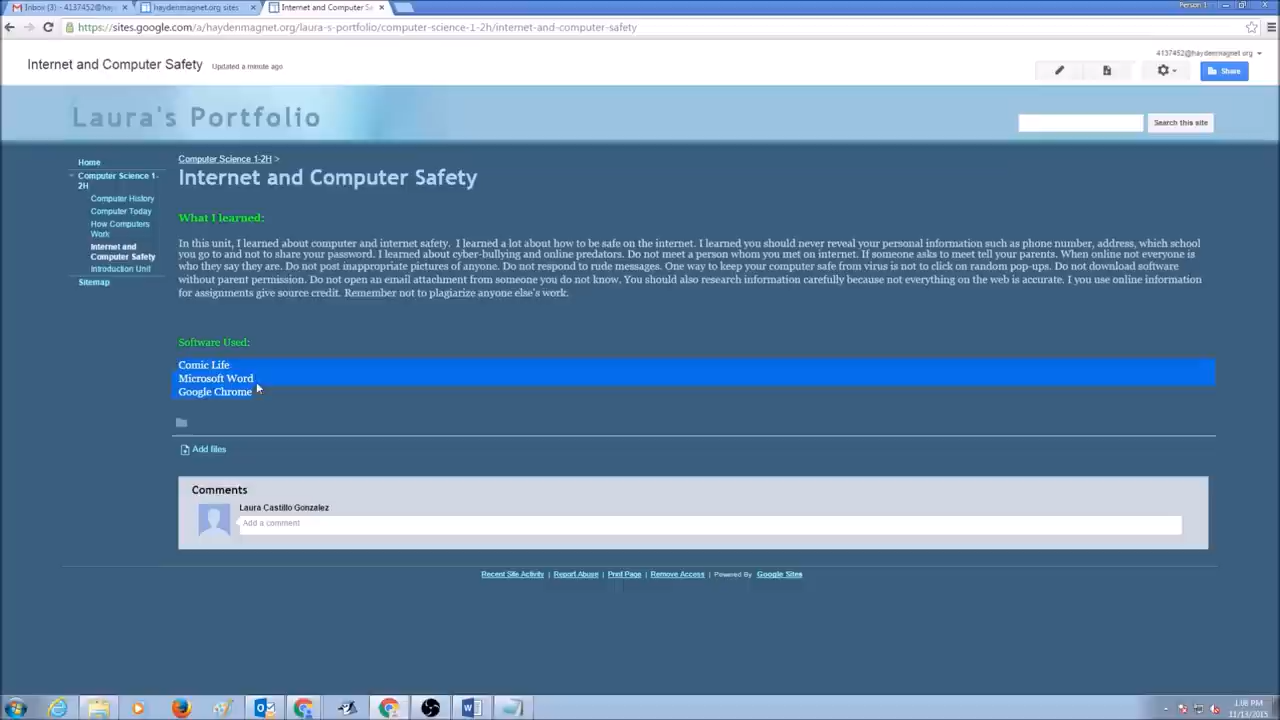 Inbox (3) - 4137452@hay
haydenmagnet.org sites
Internet and Computer Sa
Person 1
https://sites.google.com/a/haydenmagnet.org/laura-s-portfolio/computer-science-1-2h/internet-and-computer-safety
4137452@haydenmagnet.org
Internet and Computer Safety Updated a minute ago
Share
Laura's Portfolio
Search this site
Home
Computer Science 1-
2H
Computer History
Computer Today
How Computers
Work
Internet and
Computer Safety
Introduction Unit
Sitemap
Computer Science 1-2H >
Internet and Computer Safety
What I learned:
In this unit, I learned about computer and internet safety. I learned a lot about how to be safe on the internet. I learned you should never reveal your personal information such as phone number, address, which school
you go to and not to share your password. I learned about cyber-bullying and online predators. Do not meet a person whom you met on internet. If someone asks to meet tell your parents. When online not everyone is
who they say they are. Do not post inappropriate pictures of anyone. Do not respond to rude messages. One way to keep your computer safe from virus is not to click on random pop-ups. Do not download software
without parent permission. Do not open an email attachment from someone you do not know. You should also research information carefully because not everything on the web is accurate. I you use online information
for assignments give source credit. Remember not to plagiarize anyone else's work.
Software Used:
Comic Life
Microsoft Word
Google Chrome
Add files
Comments
Laura Castillo Gonzalez
Add a comment
Recent Site Activity | Report Abuse | Print Page | Remove Access | Powered By Google Sites
1:08 PM
11/13/2015